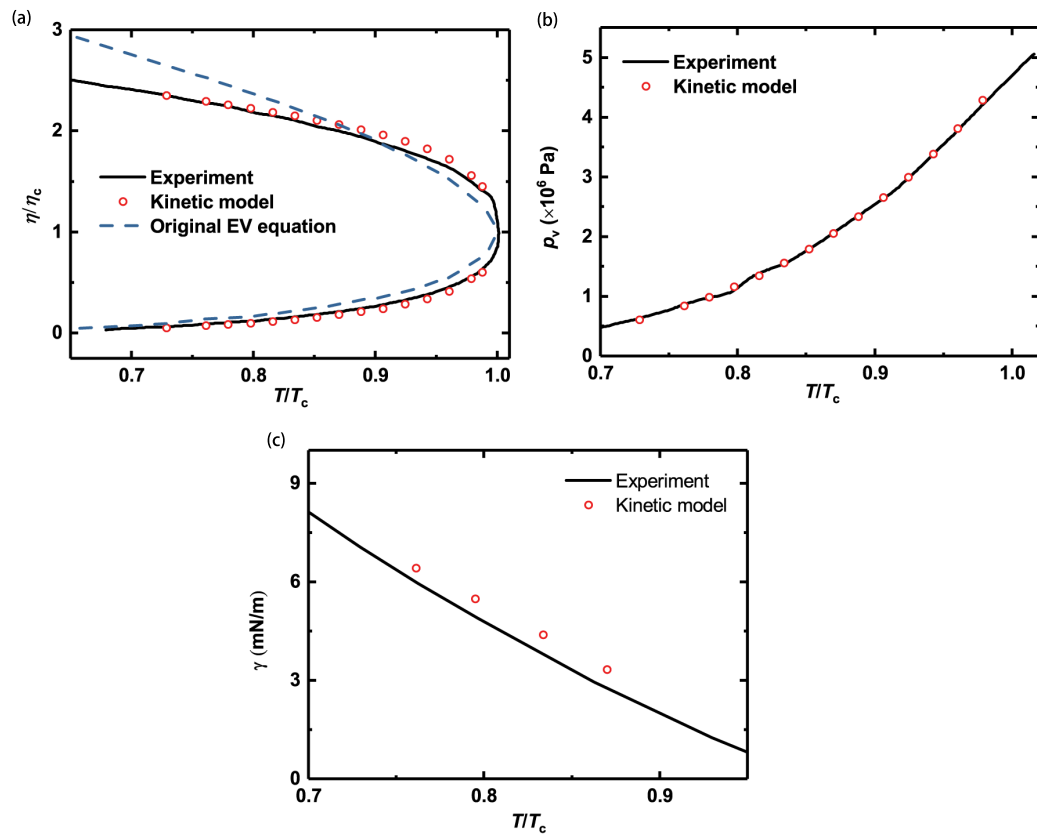 (a)
3
2
1
0
η/ηc
Experiment
Kinetic model
Original EV equation
0.7
0.8
0.9
1.0
T/Tc
(b)
5
4
3
2
1
0
pv (×10⁶ Pa)
Experiment
Kinetic model
0.7
0.8
0.9
1.0
T/Tc
(c)
9
6
3
0
γ (mN/m)
Experiment
Kinetic model
0.7
0.8
0.9
T/Tc